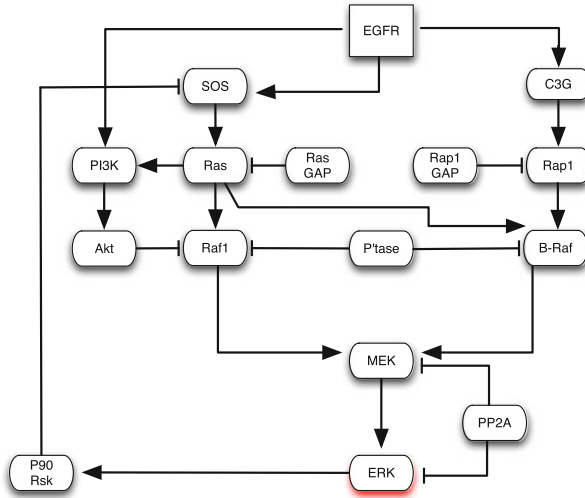 EGFR
SOS
C3G
PI3K
Ras
Ras
GAP
Rap1
GAP
Rap1
Akt
Raf1
P'tase
B-Raf
MEK
PP2A
P90
Rsk
ERK